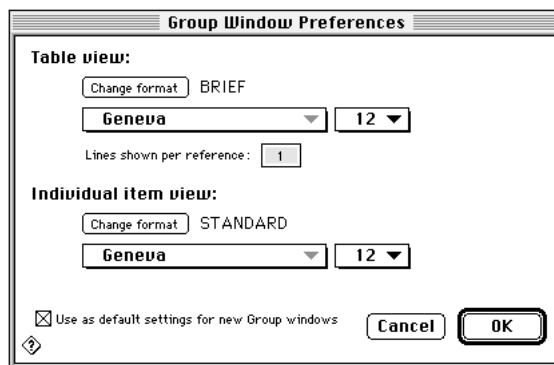 Group Window Preferences
Table view:
Change format BRIEF
Geneva 12
Lines shown per reference: 1
Individual item view:
Change format STANDARD
Geneva 12
Use as default settings for new Group windows
Cancel OK
?